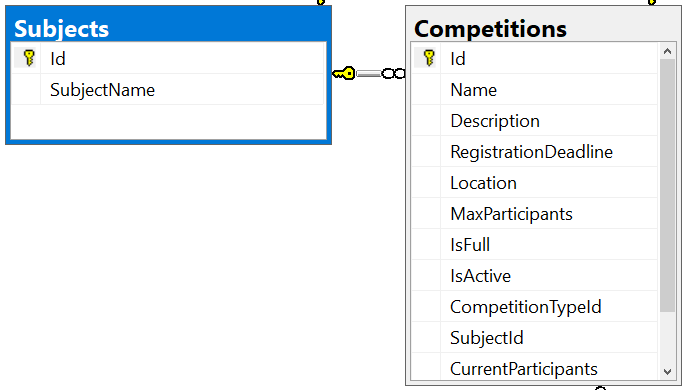 Subjects
Id
SubjectName
Competitions
Id
Name
Description
RegistrationDeadline
Location
MaxParticipants
IsFull
IsActive
CompetitionTypeId
SubjectId
CurrentParticipants